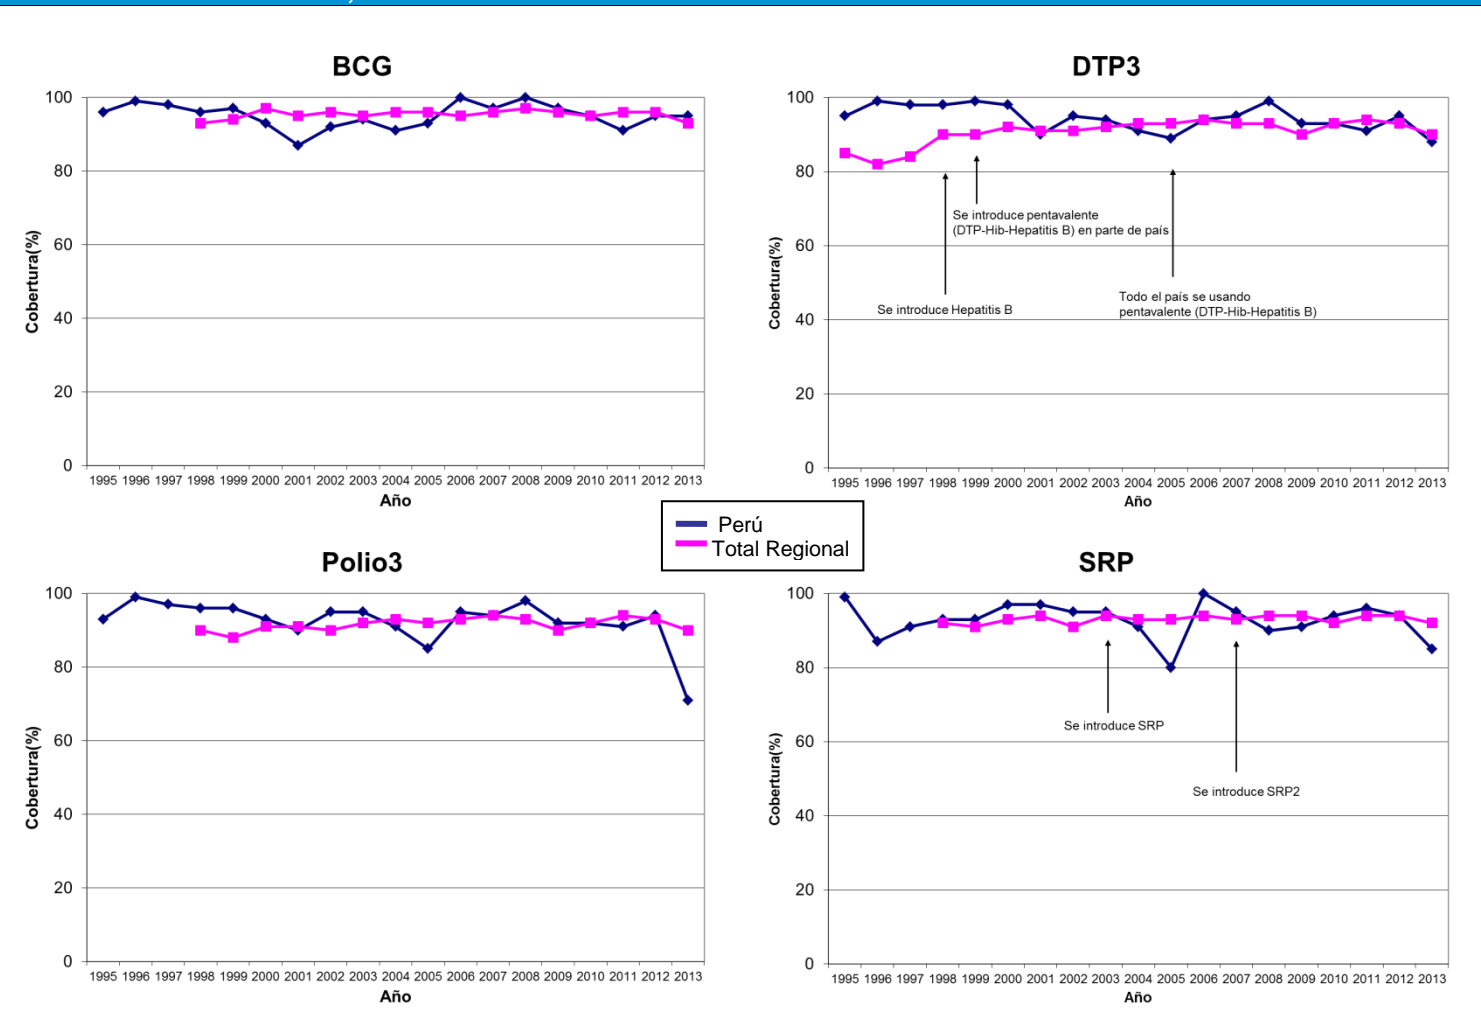 BCG
100
80
60
40
20
0
Cobertura(%)
1995 1996 1997 1998 1999 2000 2001 2002 2003 2004 2005 2006 2007 2008 2009 2010 2011 2012 2013
Año
DTP3
100
80
60
40
20
0
Cobertura(%)
Se introduce pentavalente
(DTP-Hib-Hepatitis B) en parte de país
Se introduce Hepatitis B
Todo el país se usando
pentavalente (DTP-Hib-Hepatitis B)
1995 1996 1997 1998 1999 2000 2001 2002 2003 2004 2005 2006 2007 2008 2009 2010 2011 2012 2013
Año
Perú
Total Regional
Polio3
100
80
60
40
20
0
Cobertura(%)
1995 1996 1997 1998 1999 2000 2001 2002 2003 2004 2005 2006 2007 2008 2009 2010 2011 2012 2013
Año
SRP
100
80
60
40
20
0
Cobertura(%)
Se introduce SRP
Se introduce SRP2
1995 1996 1997 1998 1999 2000 2001 2002 2003 2004 2005 2006 2007 2008 2009 2010 2011 2012 2013
Año